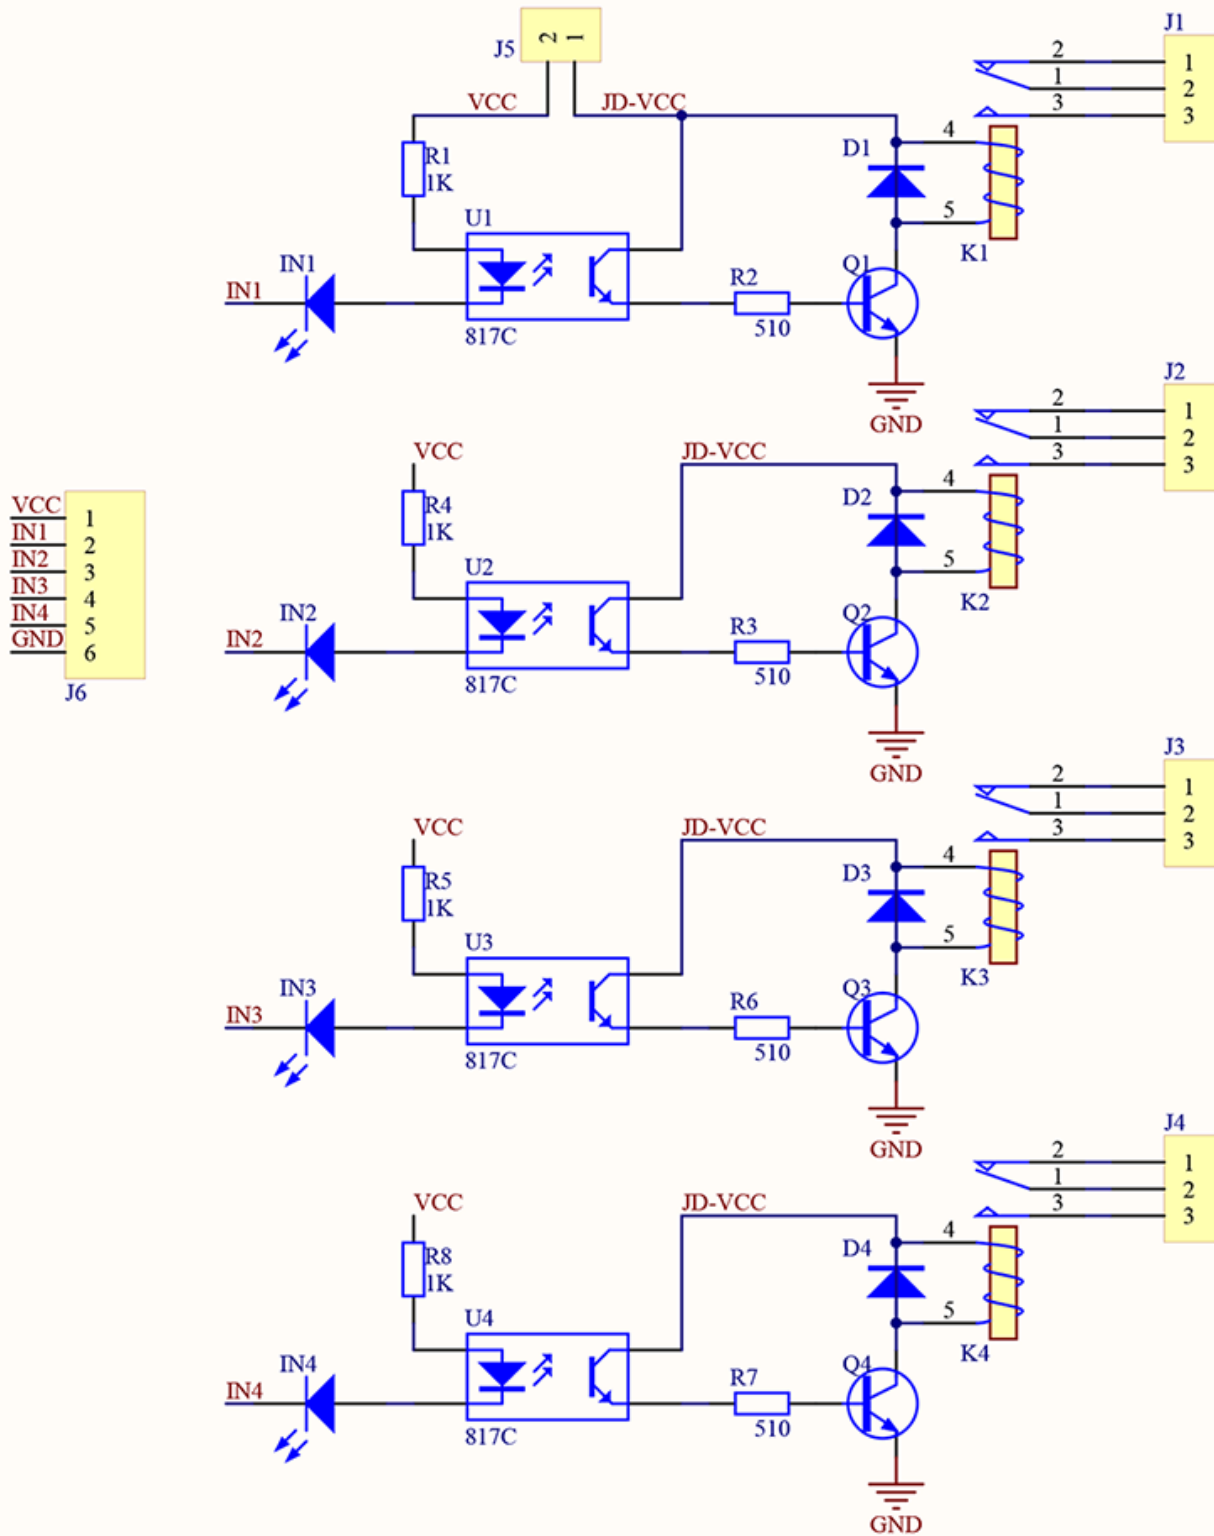 J5
2 1
VCC
JD-VCC
R1
1K
U1
817C
IN1
IN1
R2
510
D1
Q1
GND
4
5
K1
2
1
3
J1
1
2
3
VCC
R4
1K
U2
817C
IN2
IN2
JD-VCC
R3
510
D2
Q2
GND
4
5
K2
2
1
3
J2
1
2
3
VCC 1
IN1 2
IN2 3
IN3 4
IN4 5
GND 6
J6
VCC
R5
1K
U3
817C
IN3
IN3
JD-VCC
R6
510
D3
Q3
GND
4
5
K3
2
1
3
J3
1
2
3
VCC
R8
1K
U4
817C
IN4
IN4
JD-VCC
R7
510
D4
Q4
GND
4
5
K4
2
1
3
J4
1
2
3